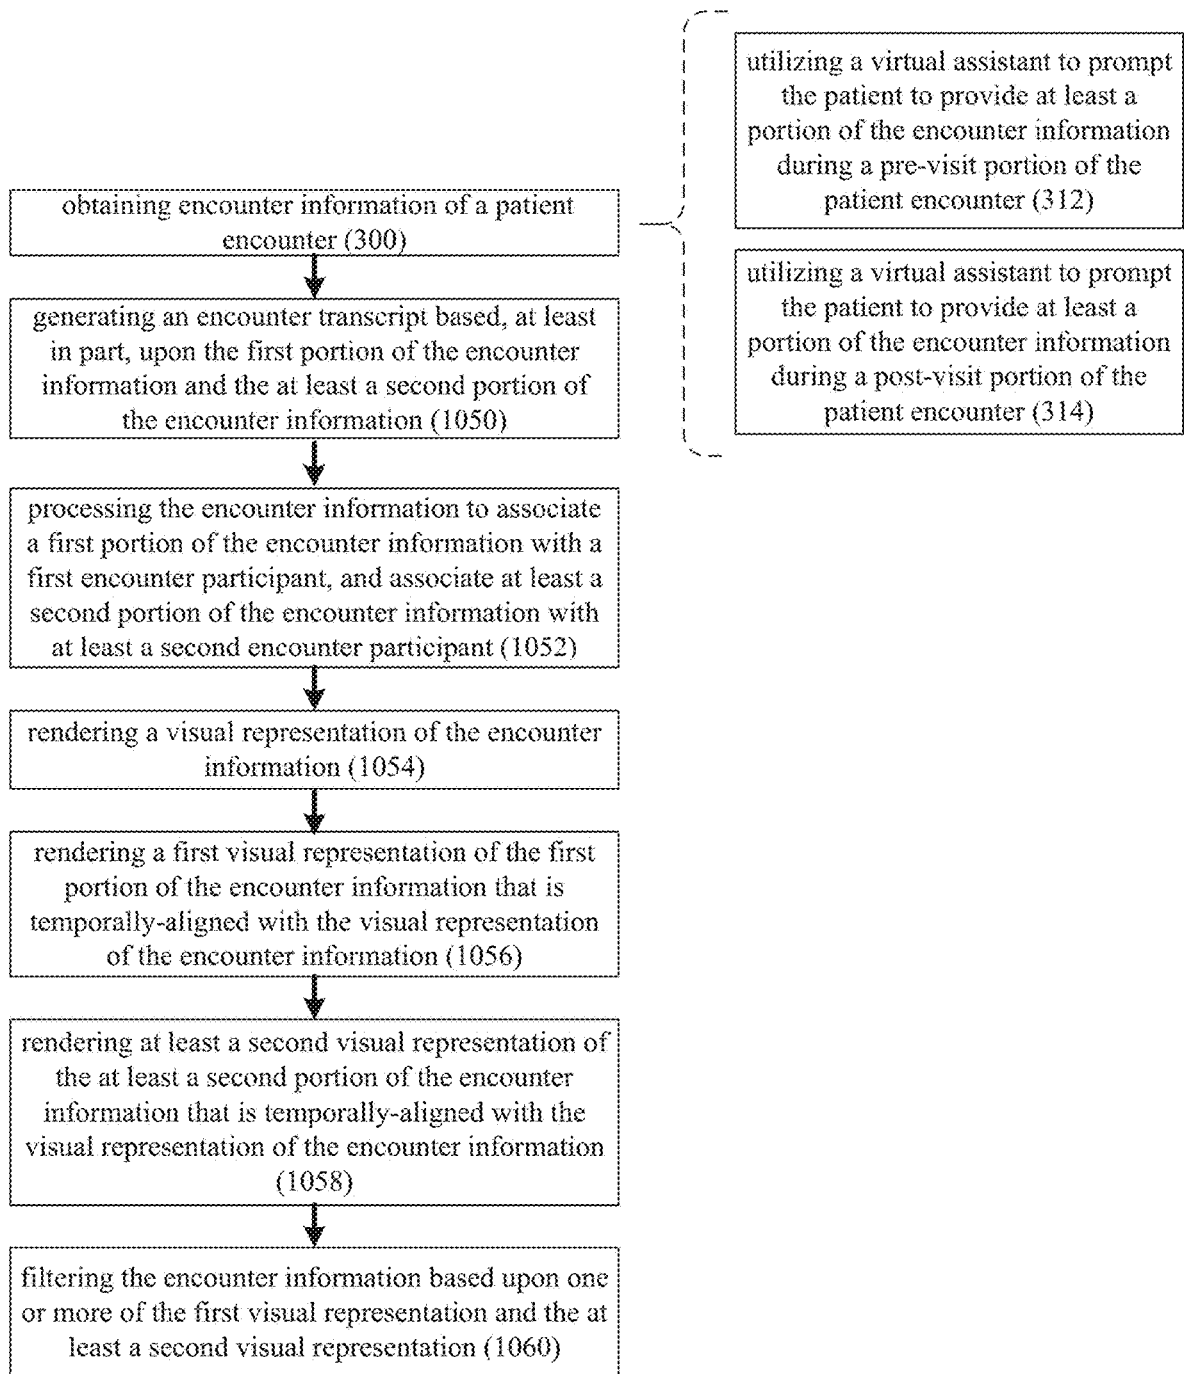 obtaining encounter information of a patient
encounter (300)
generating an encounter transcript based, at least
in part, upon the first portion of the encounter
information and the at least a second portion of
the encounter information (1050)
processing the encounter information to associate
a first portion of the encounter information with a
first encounter participant, and associate at least a
second portion of the encounter information with
at least a second encounter participant (1052)
rendering a visual representation of the encounter
information (1054)
rendering a first visual representation of the first
portion of the encounter information that is
temporally-aligned with the visual representation
of the encounter information (1056)
rendering at least a second visual representation of
the at least a second portion of the encounter
information that is temporally-aligned with the
visual representation of the encounter information
(1058)
filtering the encounter information based upon one
or more of the first visual representation and the at
least a second visual representation (1060)
utilizing a virtual assistant to prompt
the patient to provide at least a
portion of the encounter information
during a pre-visit portion of the
patient encounter (312)
utilizing a virtual assistant to prompt
the patient to provide at least a
portion of the encounter information
during a post-visit portion of the
patient encounter (314)